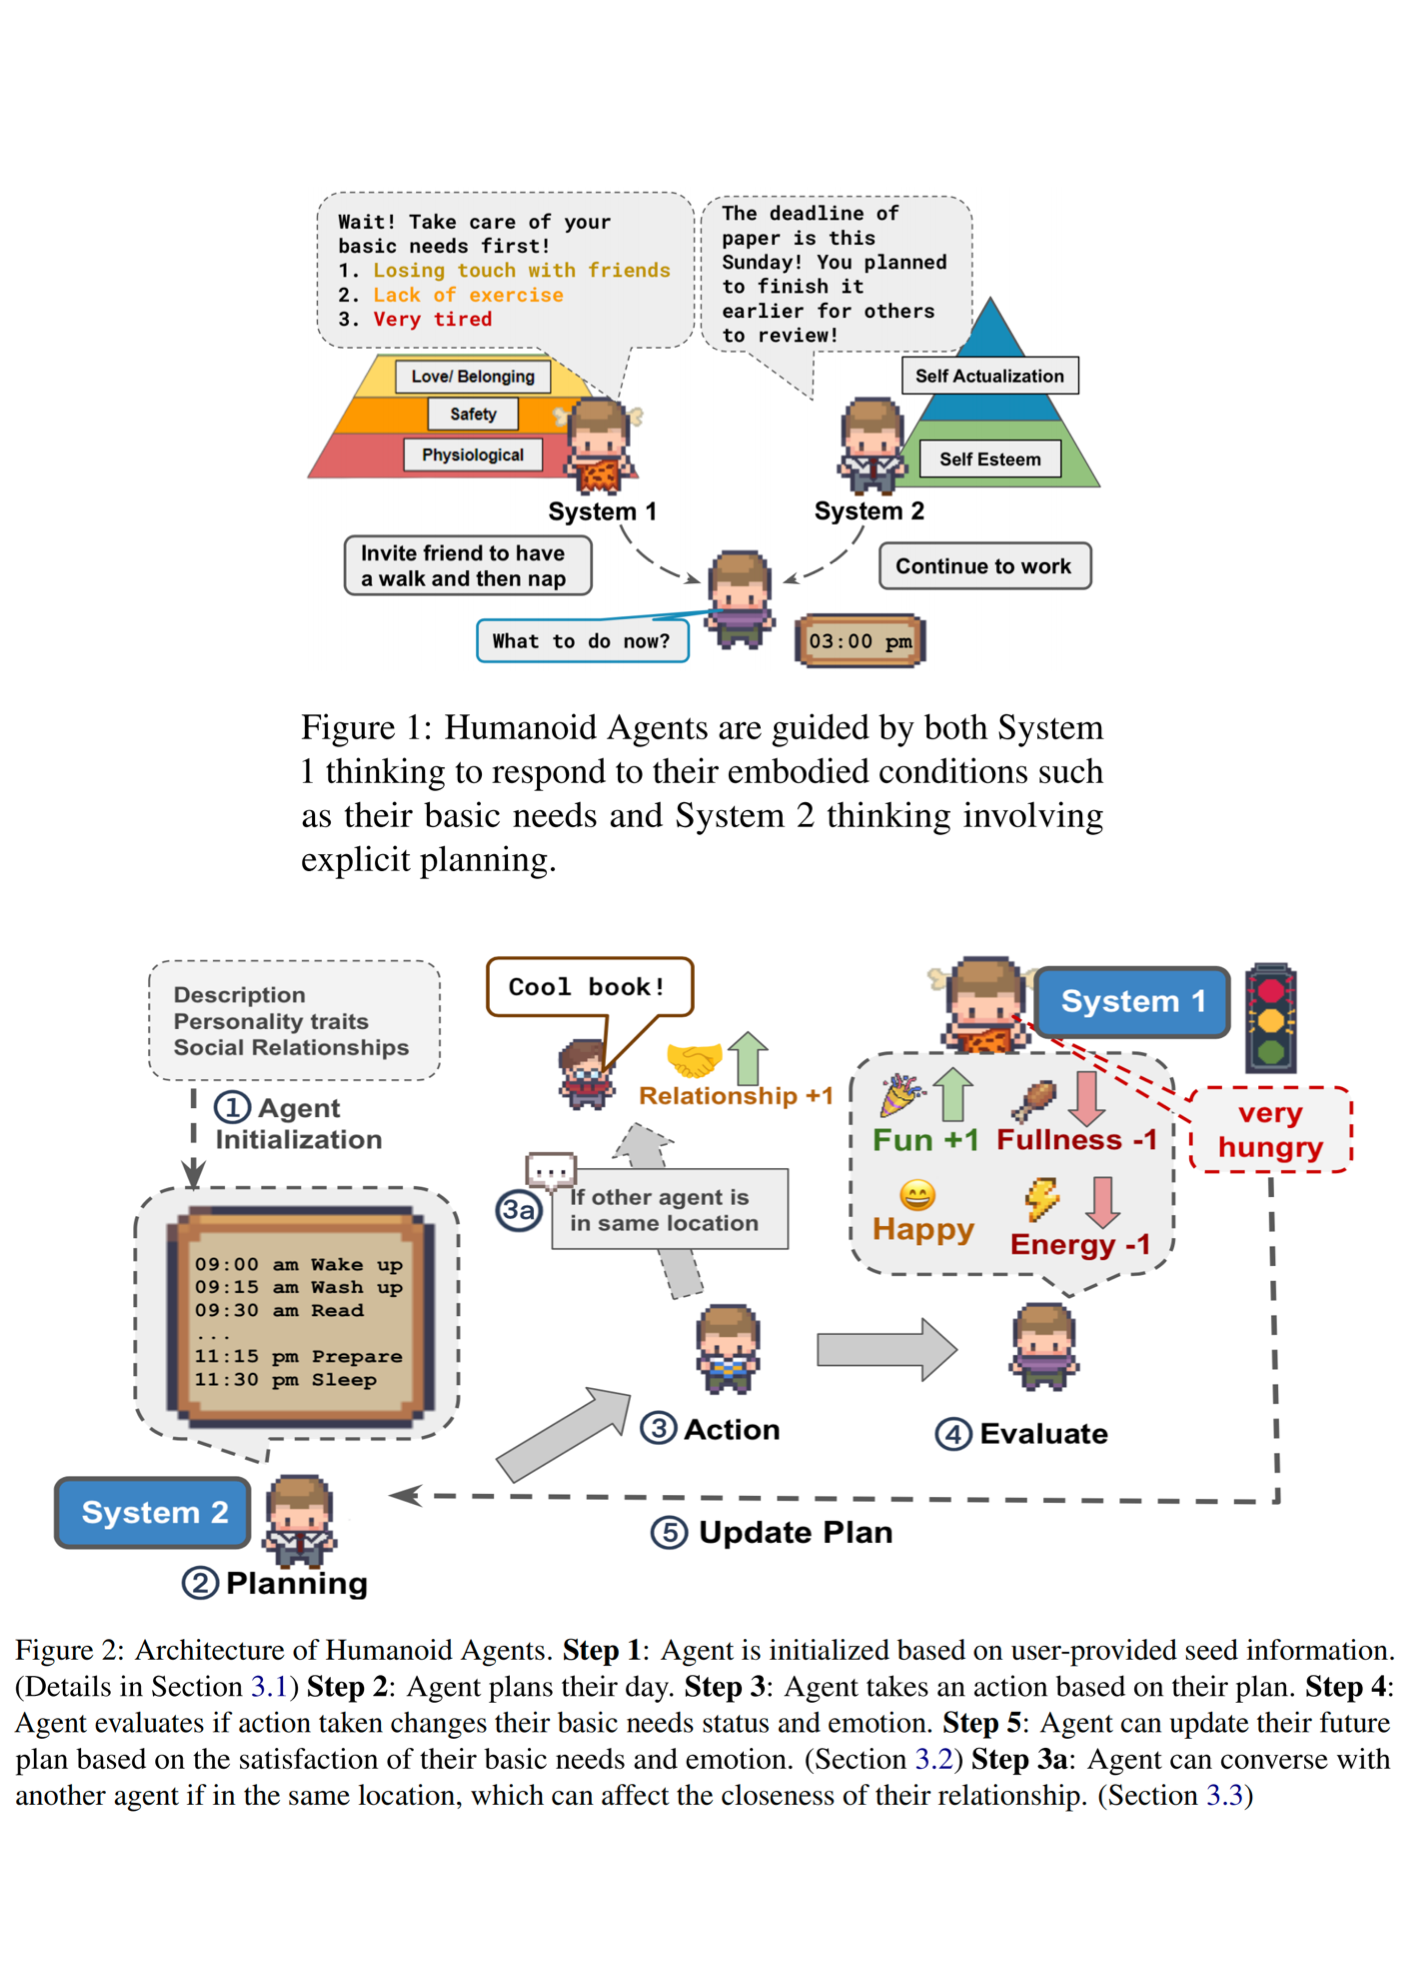 Wait! Take care of your
basic needs first!
1. Losing touch with friends
2. Lack of exercise
3. Very tired
The deadline of
paper is this
Sunday! You planned
to finish it
earlier for others
to review!
Love/ Belonging
Safety
Physiological
Self Actualization
Self Esteem
System 1
System 2
Invite friend to have
a walk and then nap
Continue to work
What to do now?
03:00 pm
Figure 1: Humanoid Agents are guided by both System
1 thinking to respond to their embodied conditions such
as their basic needs and System 2 thinking involving
explicit planning.
Description
Personality traits
Social Relationships
1 Agent
Initialization
09:00 am Wake up
09:15 am Wash up
09:30 am Read
...
11:15 pm Prepare
11:30 pm Sleep
System 2
2 Planning
Cool book!
Relationship +1
...
3a
If other agent is
in same location
3 Action
System 1
Fun +1
Fullness -1
Happy
Energy -1
very
hungry
4 Evaluate
5 Update Plan
Figure 2: Architecture of Humanoid Agents. Step 1: Agent is initialized based on user-provided seed information.
(Details in Section 3.1) Step 2: Agent plans their day. Step 3: Agent takes an action based on their plan. Step 4:
Agent evaluates if action taken changes their basic needs status and emotion. Step 5: Agent can update their future
plan based on the satisfaction of their basic needs and emotion. (Section 3.2) Step 3a: Agent can converse with
another agent if in the same location, which can affect the closeness of their relationship. (Section 3.3)